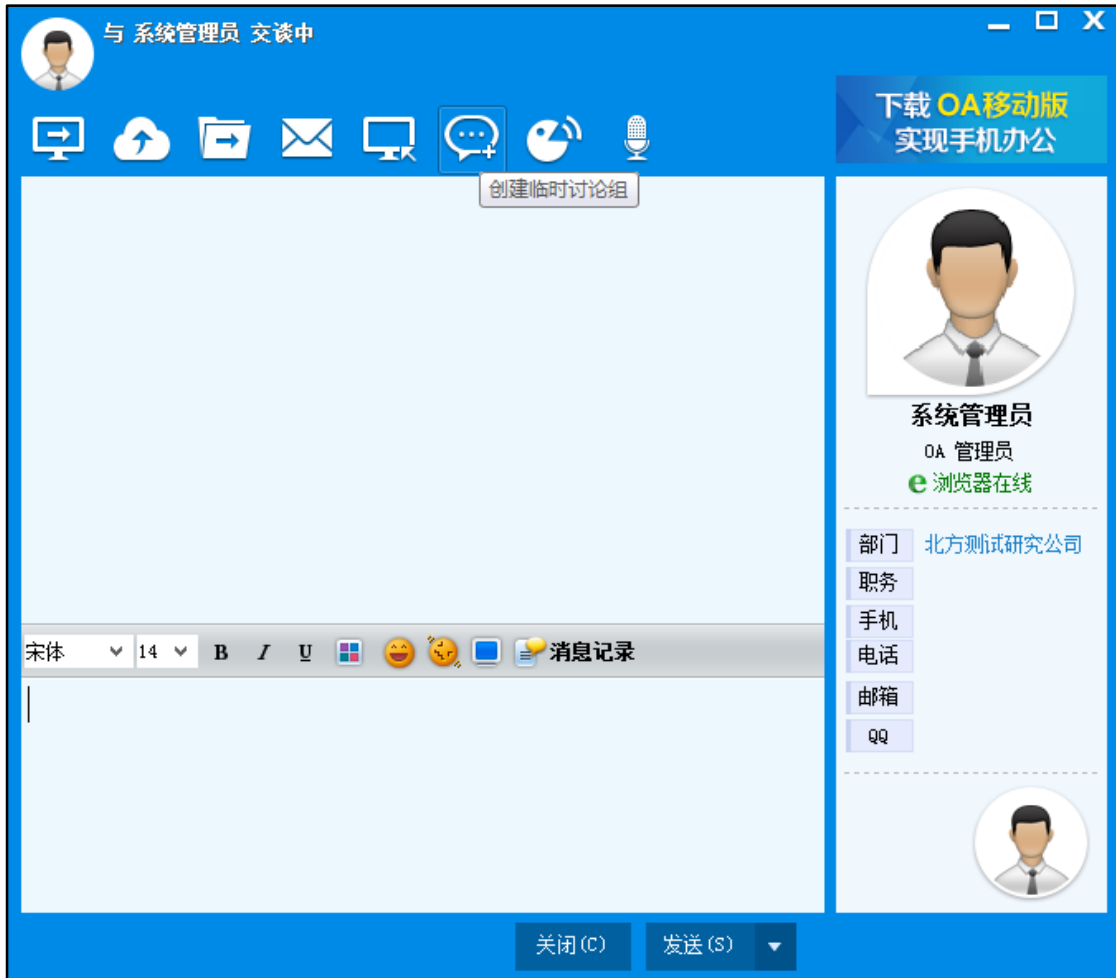 与 系统管理员 交谈中
下载 OA移动版
实现手机办公
创建临时讨论组
系统管理员
OA 管理员
浏览器在线
部门 北方测试研究公司
职务
手机
电话
邮箱
QQ
宋体 14 B I U 消息记录
关闭(C) 发送(S)